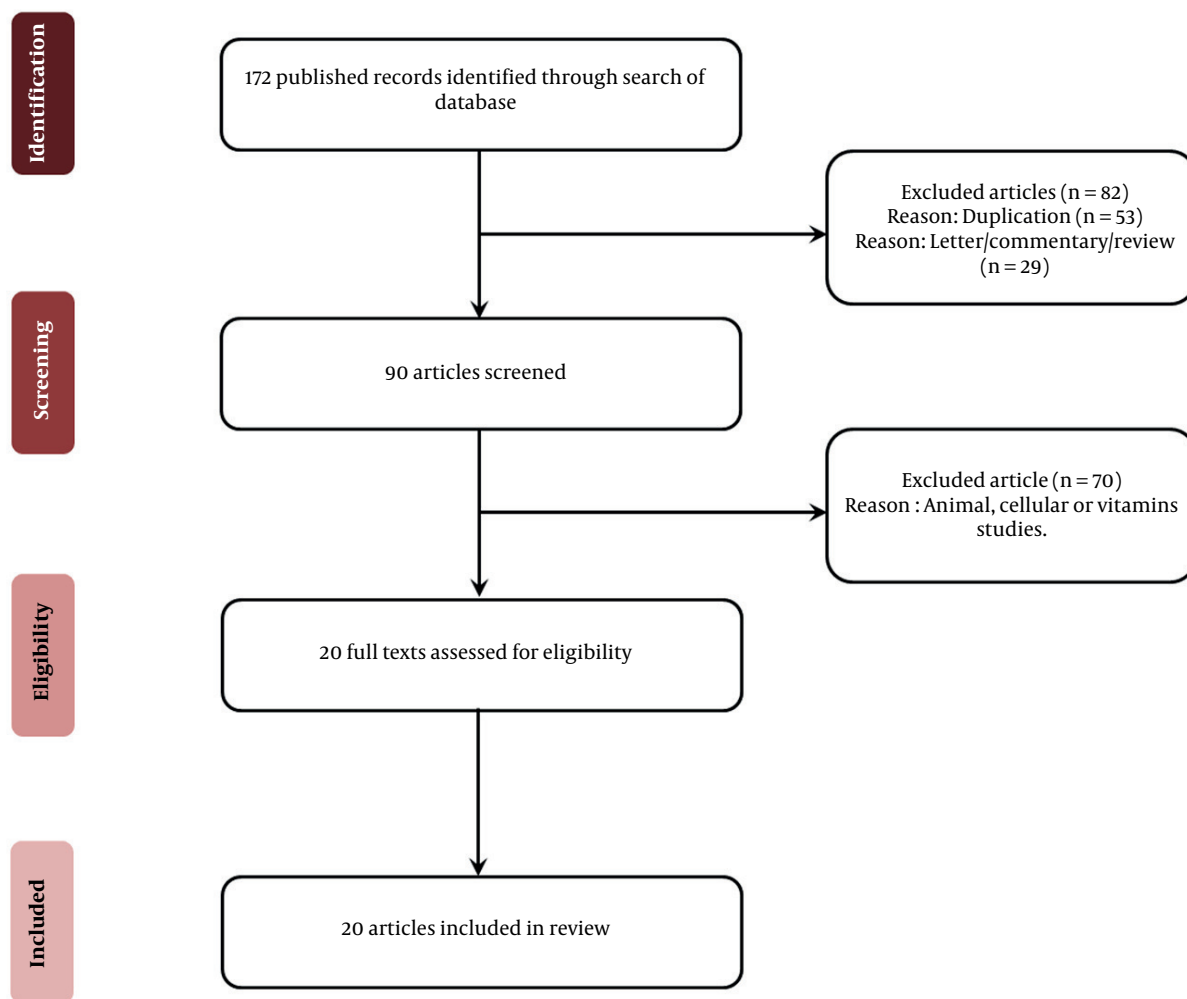 Identification
172 published records identified through search of
database
Excluded articles (n = 82)
Reason: Duplication (n = 53)
Reason: Letter/commentary/review
(n = 29)
Screening
90 articles screened
Excluded article (n = 70)
Reason : Animal, cellular or vitamins
studies.
Eligibility
20 full texts assessed for eligibility
Included
20 articles included in review